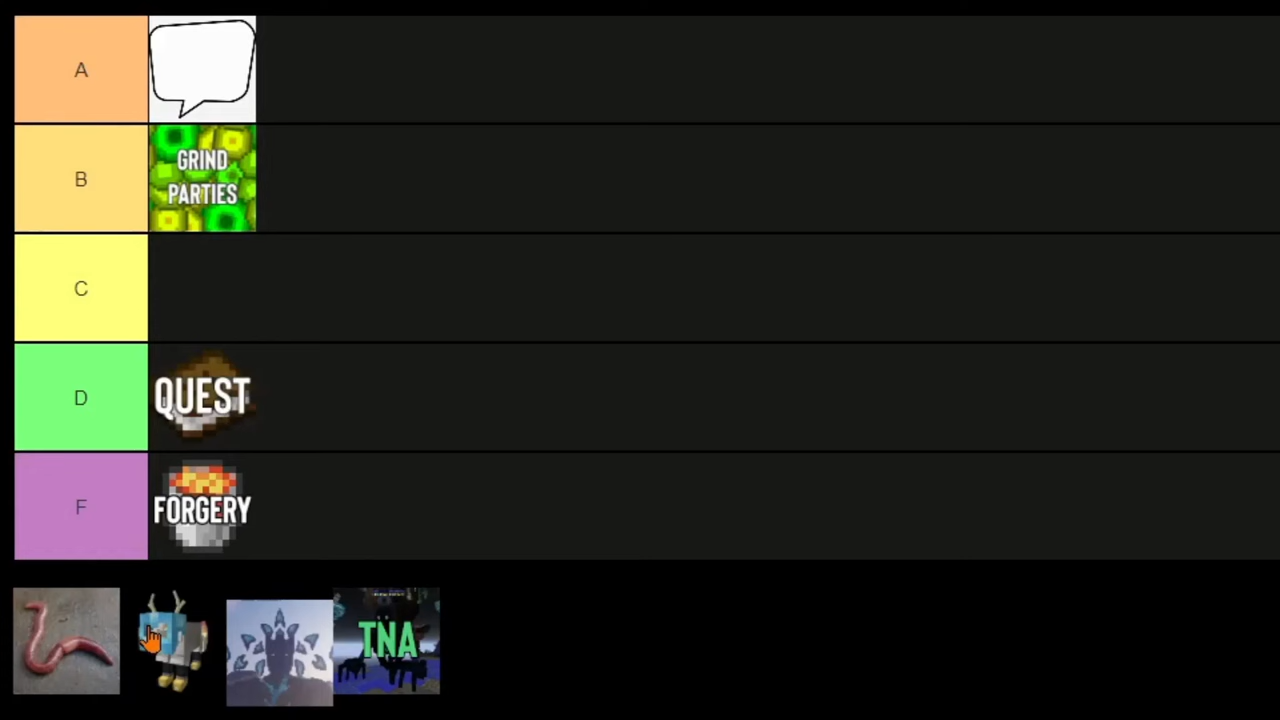 A
B
GRIND
PARTIES
C
D
QUEST
F
FORGERY
TNA